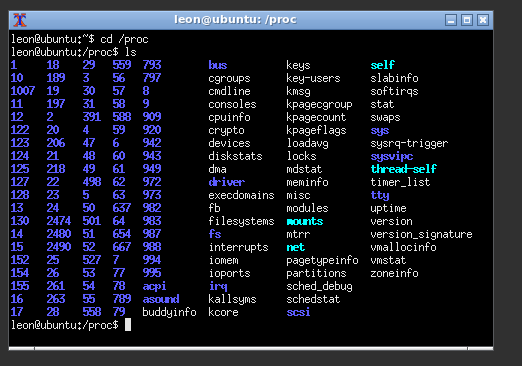 leon@ubuntu: /proc
leon@ubuntu:~$ cd /proc
leon@ubuntu:/proc$ ls
1 18 29 559 793 bus keys self
10 189 3 56 797 cgroups key-users slabinfo
1007 19 30 57 8 cmdline kmsg softirqs
11 197 31 58 9 consoles kpagecgroup stat
12 2 391 588 909 cpuinfo kpagecount swaps
122 20 4 59 920 crypto kpageflags sys
123 206 47 6 942 devices loadavg sysrq-trigger
124 21 48 60 943 diskstats locks sysvipc
125 218 49 61 949 dma mdstat thread-self
127 22 498 62 972 driver meminfo timer_list
128 23 5 63 973 execdomains misc tty
13 24 50 637 982 fb modules uptime
130 2474 501 64 983 filesystems mounts version
14 2480 51 654 987 fs mtrr version_signature
15 2490 52 667 988 interrupts net vmallocinfo
152 25 527 7 994 iomem pagetypeinfo vmstat
154 26 53 77 995 ioports partitions zoneinfo
155 261 54 78 acpi irq sched_debug
16 263 55 789 asound kallsyms schedstat
17 28 558 79 buddyinfo kcore scsi
leon@ubuntu:/proc$